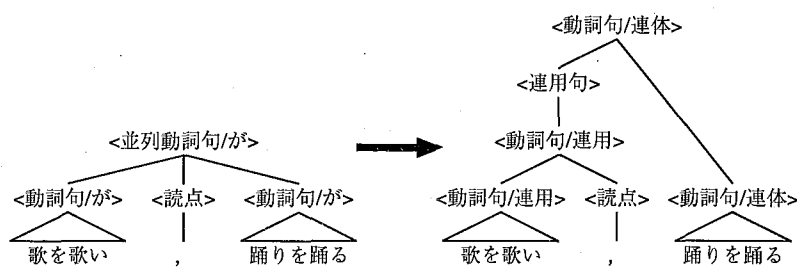 <動詞句/連体>
<連用句>
<並列動詞句/が>
<動詞句/連用>
<動詞句/が> <読点> <動詞句/が>
<動詞句/連用> <読点> <動詞句/連体>
歌を歌い , 踊りを踊る
歌を歌い , 踊りを踊る